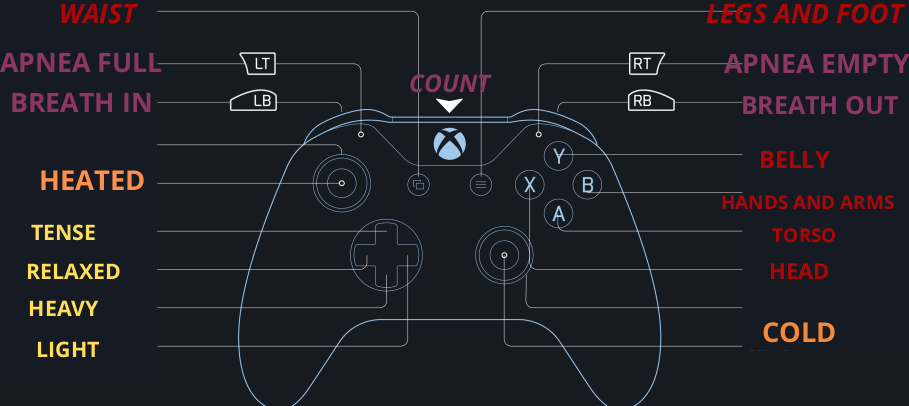 WAIST
LEGS AND FOOT
APNEA FULL
LT
RT
APNEA EMPTY
COUNT
BREATH IN
LB
RB
BREATH OUT
Y
BELLY
HEATED
X
B
HANDS AND ARMS
A
TENSE
TORSO
RELAXED
HEAD
HEAVY
COLD
LIGHT